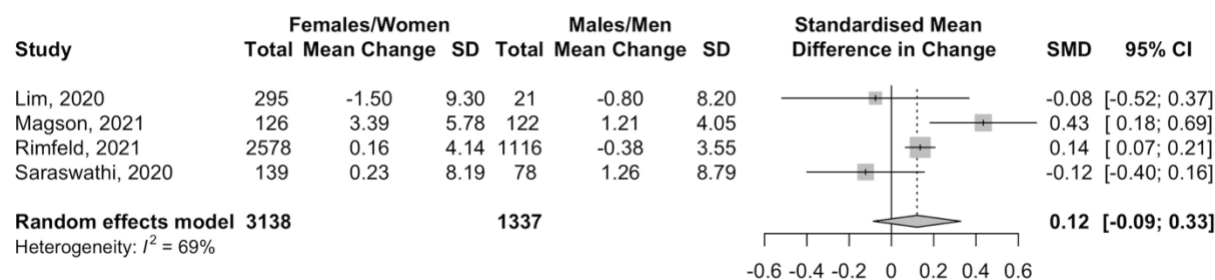 Females/Women Males/Men Standardised Mean
Study Total Mean Change SD Total Mean Change SD Difference in Change SMD 95% CI
Lim, 2020 295 -1.50 9.30 21 -0.80 8.20 -0.08 [-0.52; 0.37]
Magson, 2021 126 3.39 5.78 122 1.21 4.05 0.43 [ 0.18; 0.69]
Rimfeld, 2021 2578 0.16 4.14 1116 -0.38 3.55 0.14 [ 0.07; 0.21]
Saraswathi, 2020 139 0.23 8.19 78 1.26 8.79 -0.12 [-0.40; 0.16]
Random effects model 3138 1337 0.12 [-0.09; 0.33]
Heterogeneity: I² = 69%
-0.6 -0.4 -0.2 0 0.2 0.4 0.6